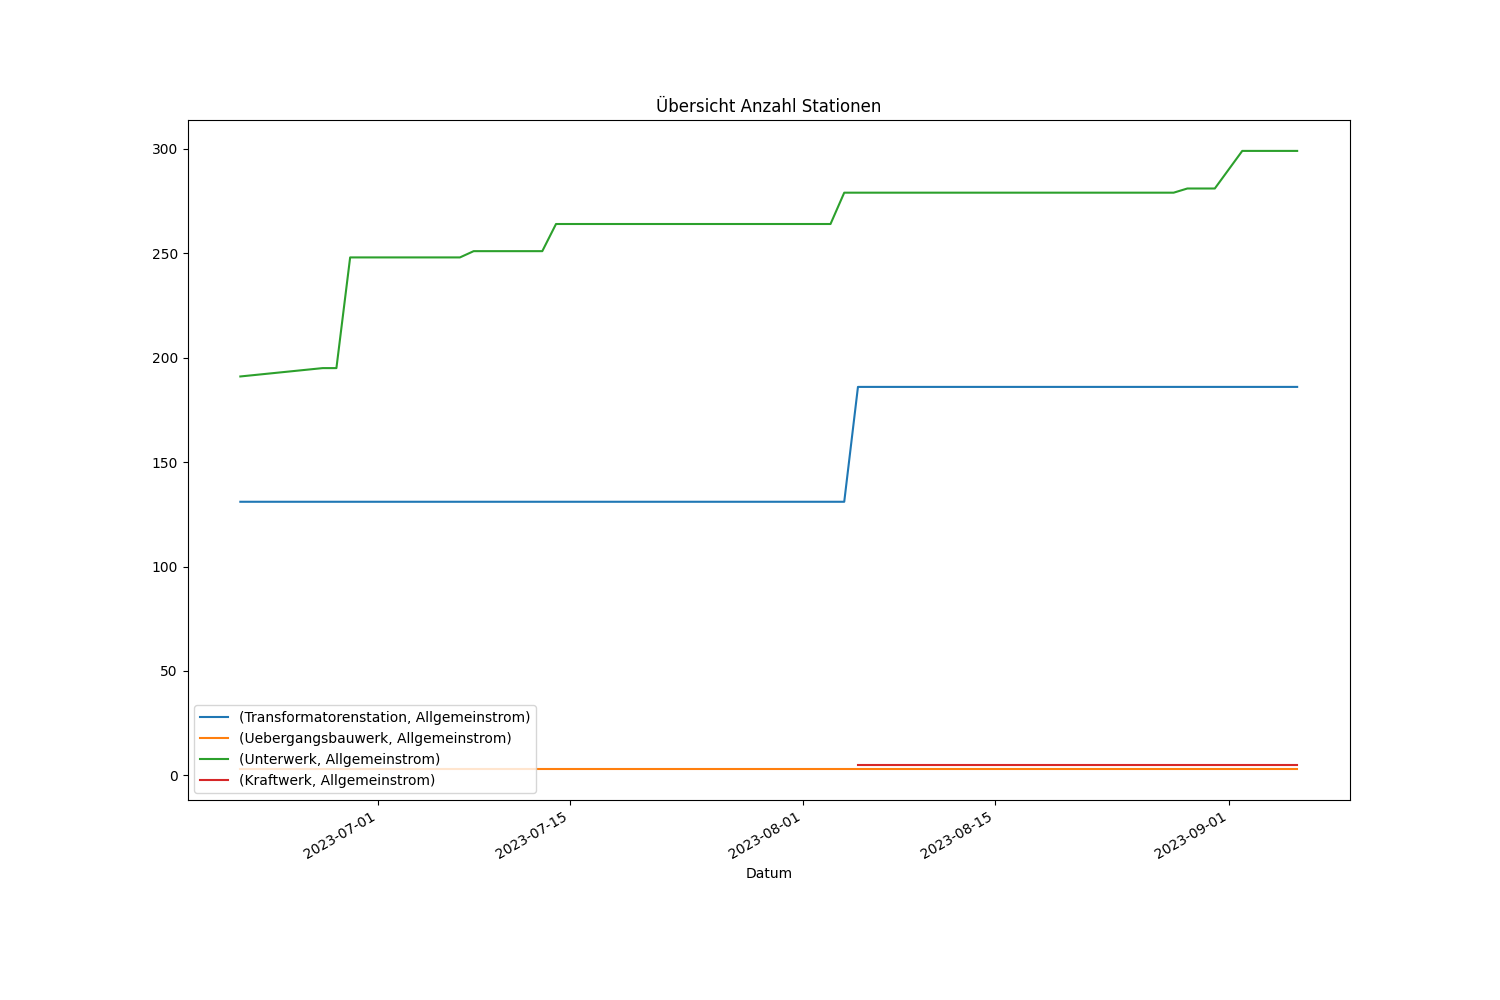 Übersicht Anzahl Stationen
300
250
200
150
100
50
0
(Transformatorenstation, Allgemeinstrom)
(Uebergangsbauwerk, Allgemeinstrom)
(Unterwerk, Allgemeinstrom)
(Kraftwerk, Allgemeinstrom)
2023-07-01
2023-07-15
2023-08-01
2023-08-15
2023-09-01
Datum